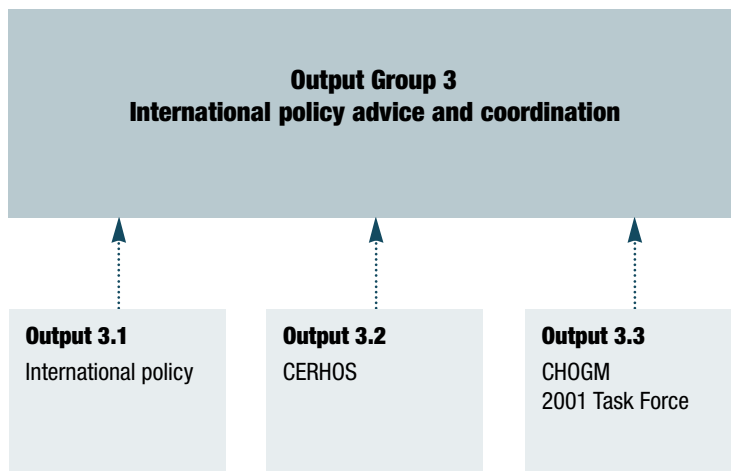 Output Group 3
International policy advice and coordination
Output 3.1
International policy
Output 3.2
CERHOS
Output 3.3
CHOGM
2001 Task Force